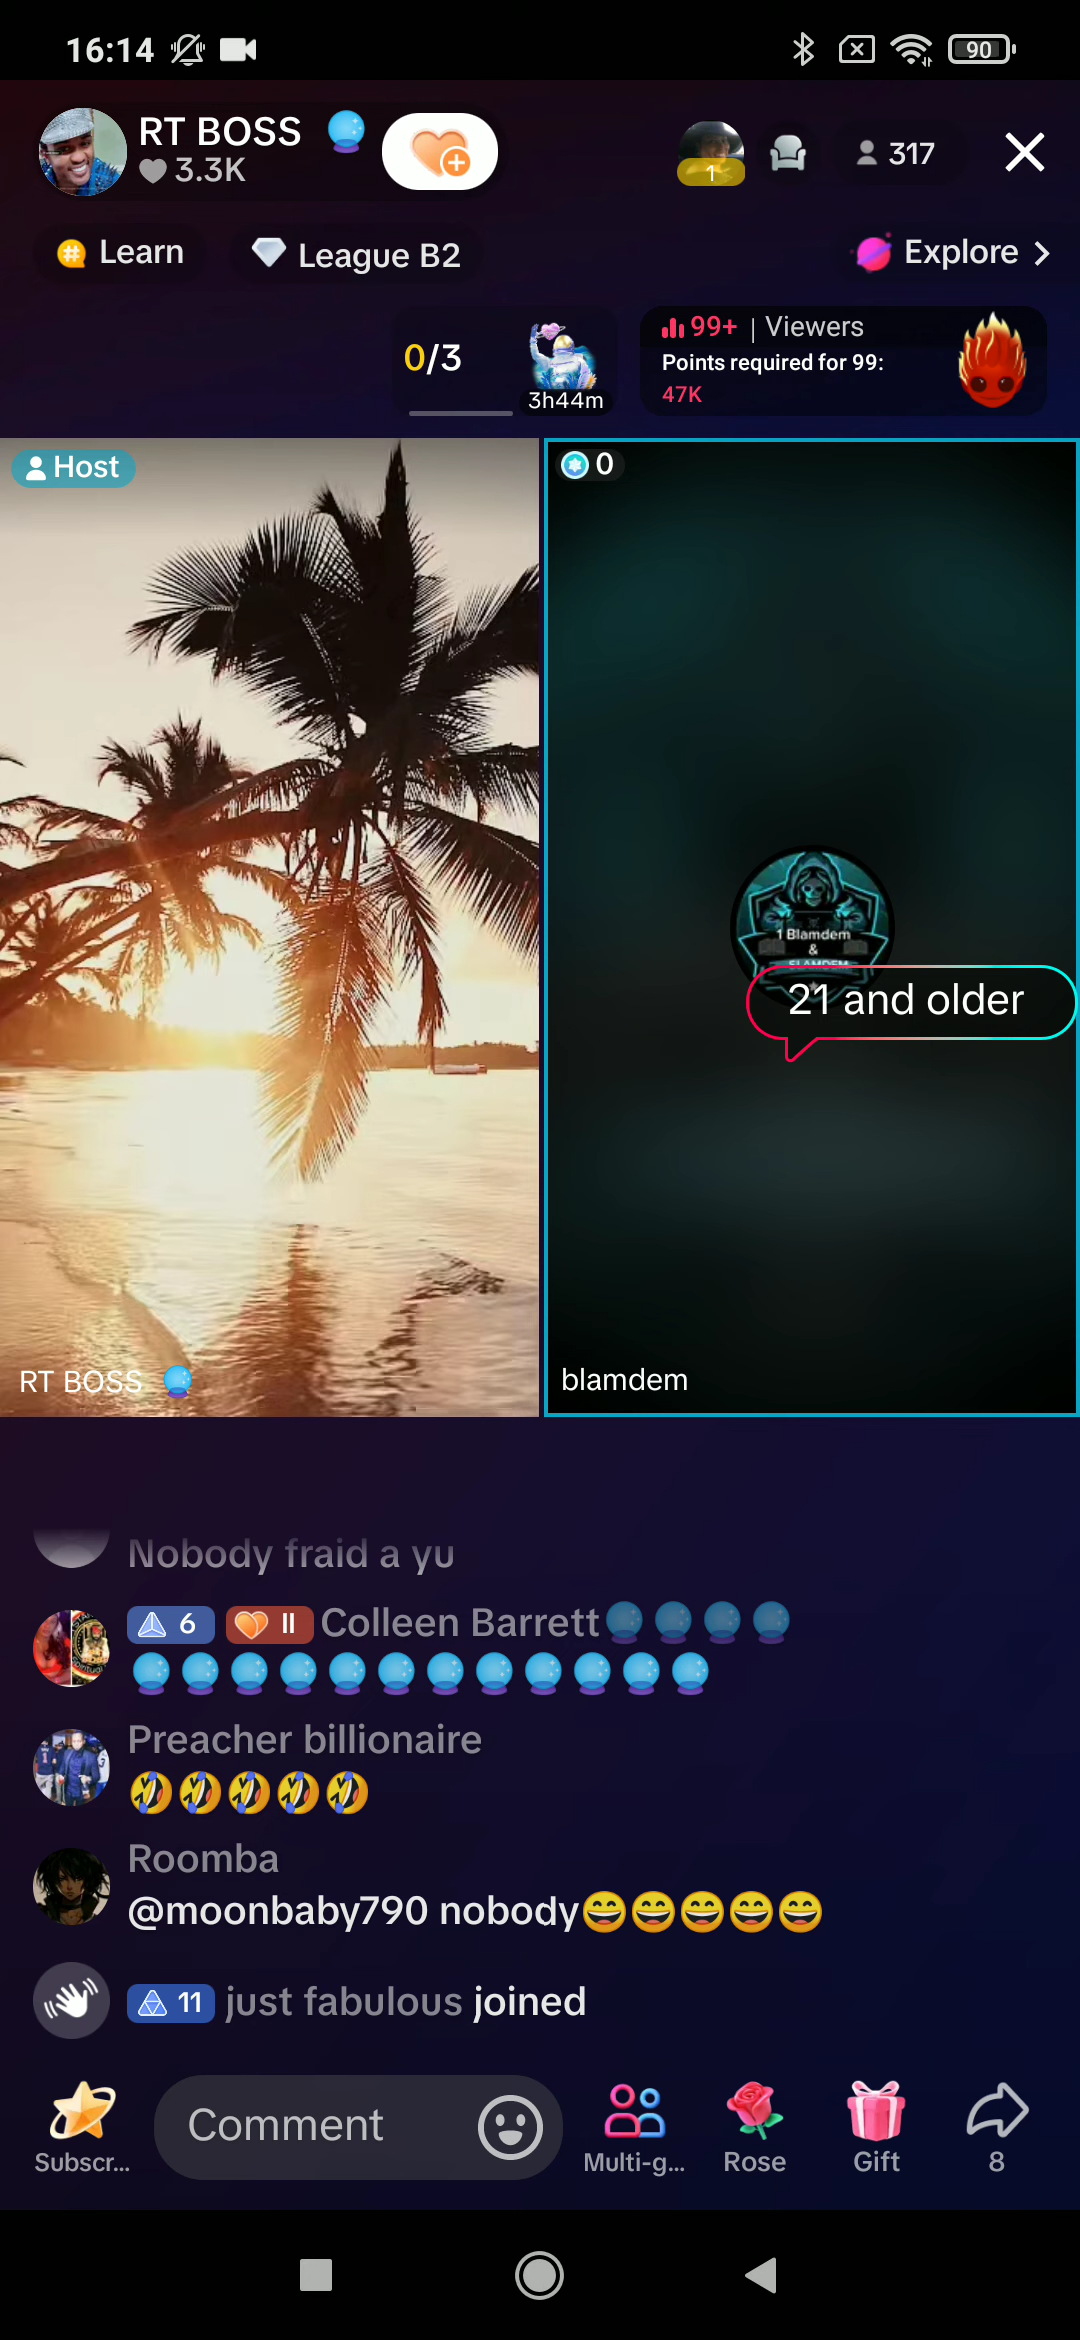 16:14
90
RT BOSS
3.3K
1
317
Learn
League B2
Explore
0/3
3h44m
99+ | Viewers
Points required for 99:
47K
Host
0
1 Blamdem
&
SLAMDEM
21 and older
RT BOSS
blamdem
Nobody fraid a yu
6 II Colleen Barrett
Preacher billionaire
Roomba
@moonbaby790 nobody
11 just fabulous joined
Subscr...
Comment
Multi-g...
Rose
Gift
8